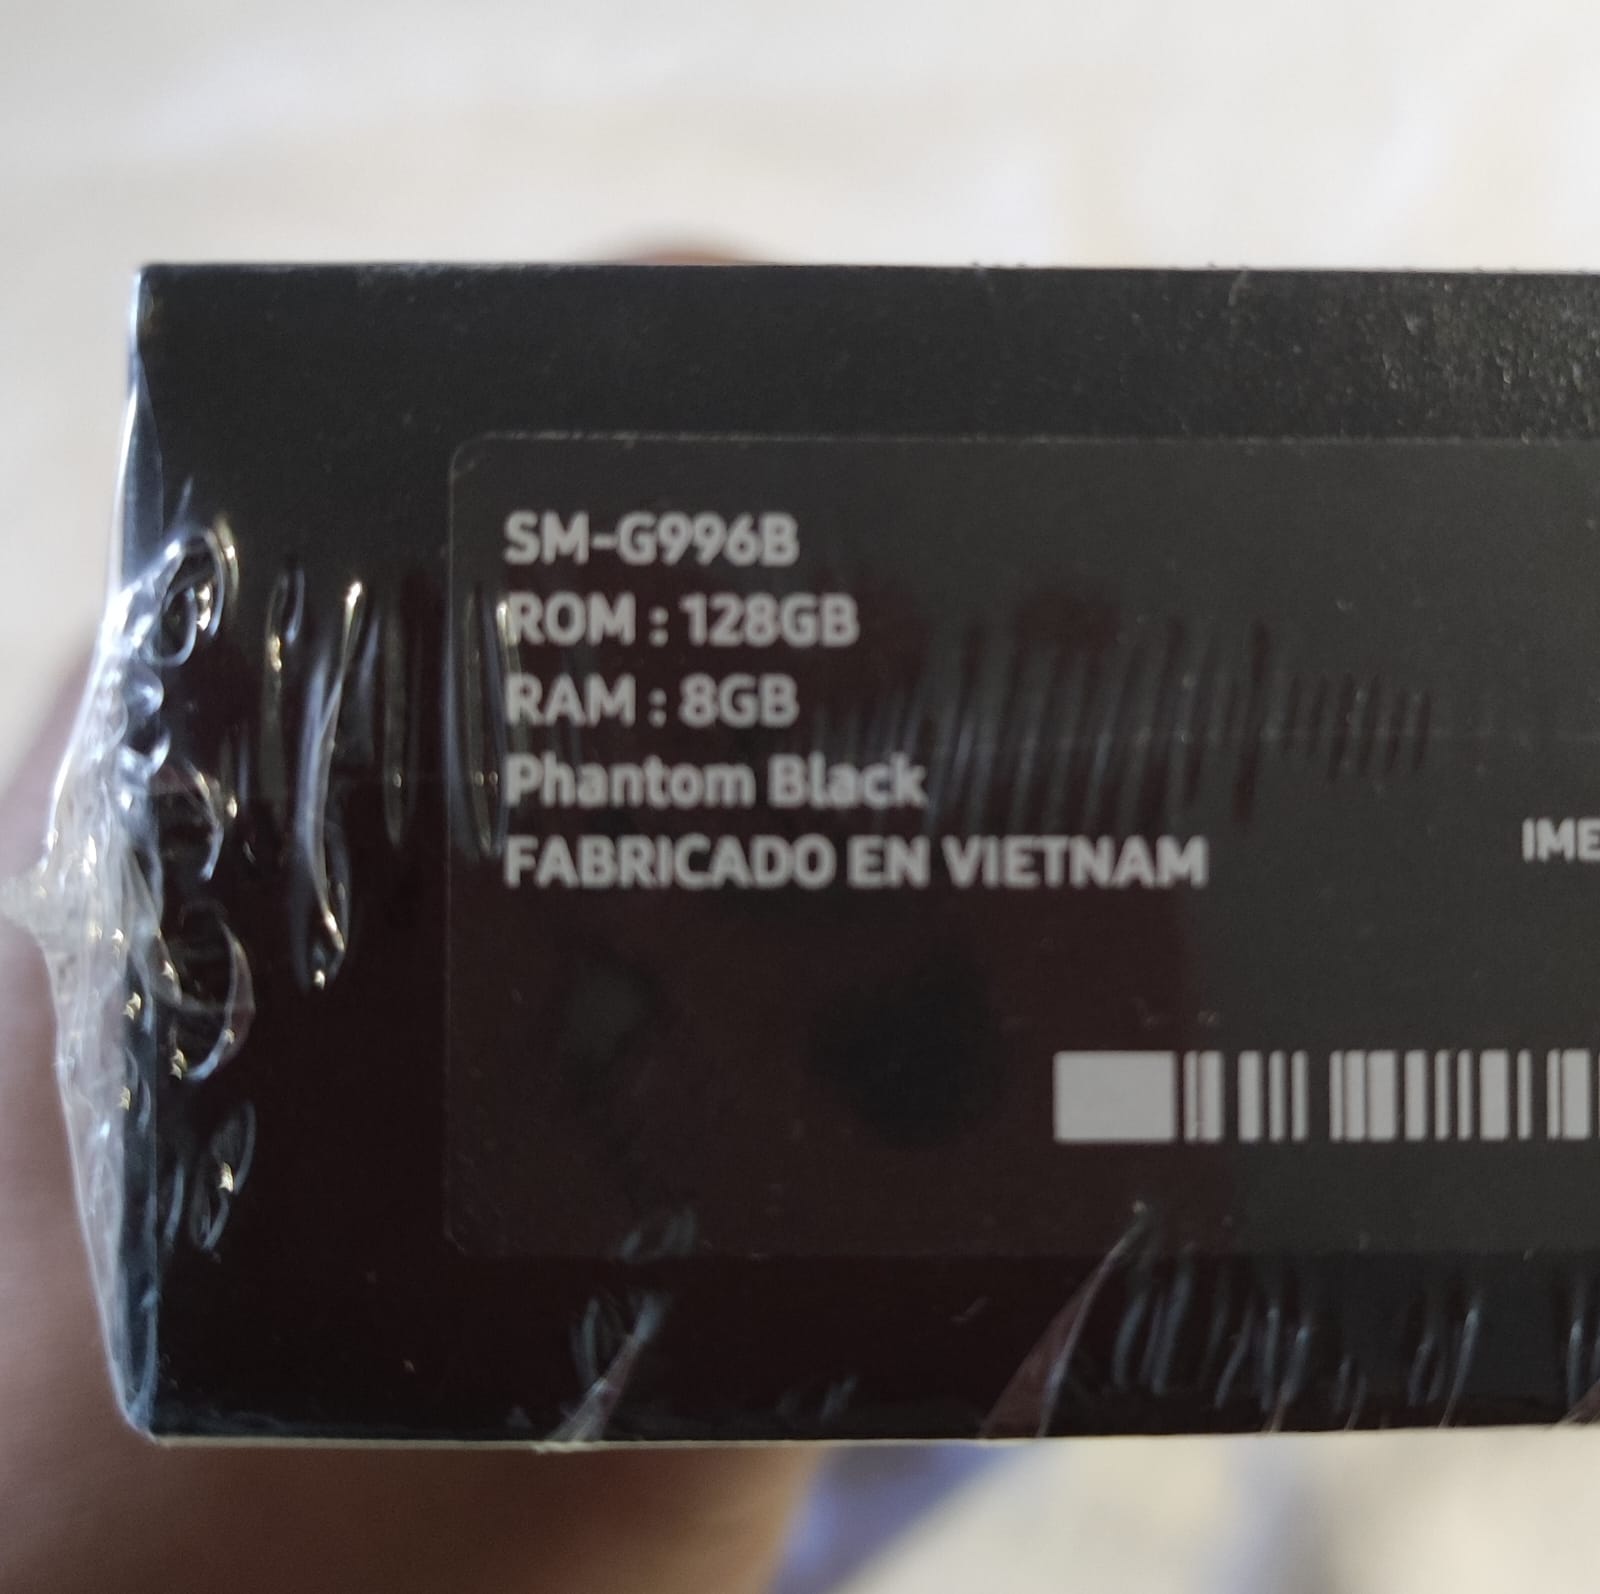 SM-G996B
ROM : 128GB
RAM : 8GB
Phantom Black
FABRICADO EN VIETNAM
IME